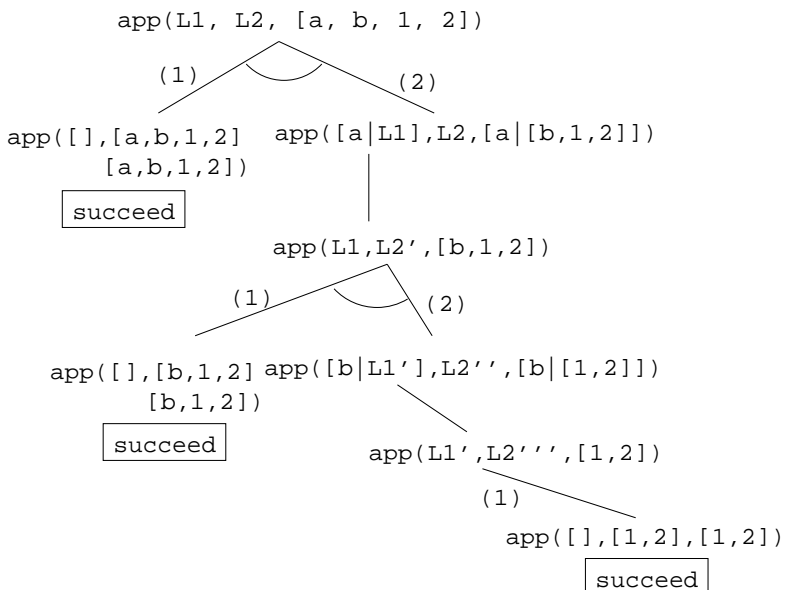 app(L1, L2, [a, b, 1, 2])
(1)
(2)
app([],[a,b,1,2]
[a,b,1,2])
app([a|L1],L2,[a|[b,1,2]])
succeed
app(L1,L2',[b,1,2])
(1)
(2)
app([],[b,1,2]
[b,1,2])
app([b|L1'],L2'',[b|[1,2]])
succeed
app(L1',L2''',[1,2])
(1)
app([],[1,2],[1,2])
succeed